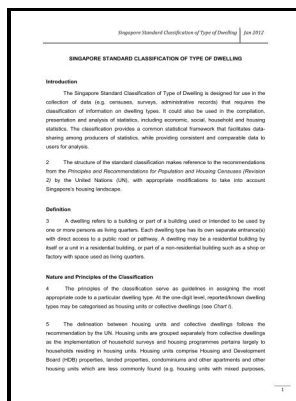 Singapore Standard Classification of Type of Dwelling | Jan 2012
SINGAPORE STANDARD CLASSIFICATION OF TYPE OF DWELLING
Introduction
The Singapore Standard Classification of Type of Dwelling is designed for use in the
collection of data (e.g. censuses, surveys, administrative records) that requires the
classification of information on dwelling types. It could also be used in the compilation,
presentation and analysis of statistics, including economic, social, household and housing
statistics. The classification provides a common statistical framework that facilitates data-
sharing among producers of statistics, while providing consistent and comparable data to
users for analysis.
2 The structure of the standard classification makes reference to the recommendations
from the Principles and Recommendations for Population and Housing Censuses (Revision
2) by the United Nations (UN), with appropriate modifications to take into account
Singapore's housing landscape.
Definition
3 A dwelling refers to a building or part of a building used or intended to be used by
one or more persons as living quarters. Each dwelling type has its own separate entrance(s)
with direct access to a public road or pathway. A dwelling may be a residential building by
itself or a unit in a residential building, or part of a non-residential building such as a shop or
factory with space used as living quarters.
Nature and Principles of the Classification
4 The principles of the classification serve as guidelines in assigning the most
appropriate code to a particular dwelling type. At the one-digit level, reported/known dwelling
types may be categorised as housing units or collective dwellings (see Chart I).
5 The delineation between housing units and collective dwellings follows the
recommendation by the UN. Housing units are grouped separately from collective dwellings
as the implementation of household surveys and housing programmes pertains largely to
households residing in housing units. Housing units comprise Housing and Development
Board (HDB) properties, landed properties, condominiums and other apartments and other
housing units which are less commonly found (e.g. housing units with mixed purposes,
1